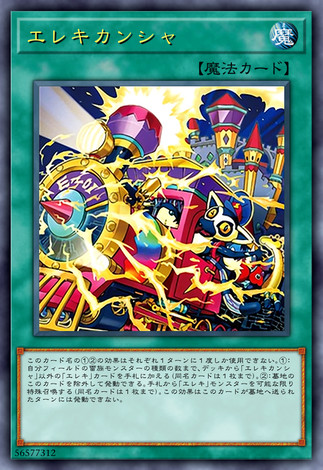 エレキカンシャ
魔
【魔法カード】
このカード名の①②の効果はそれぞれ１ターンに１度しか使用できない。①：
自分フィールドの雷族モンスターの種類の数まで、デッキから「エレキカンシ
ャ」以外の「エレキ」カードを手札に加える（同名カードは１枚まで）。②：墓地の
このカードを除外して発動できる。手札から「エレキ」モンスターを可能な限り
特殊召喚する（同名カードは１枚まで）。この効果はこのカードが墓地へ送られ
たターンには発動できない。
56577312